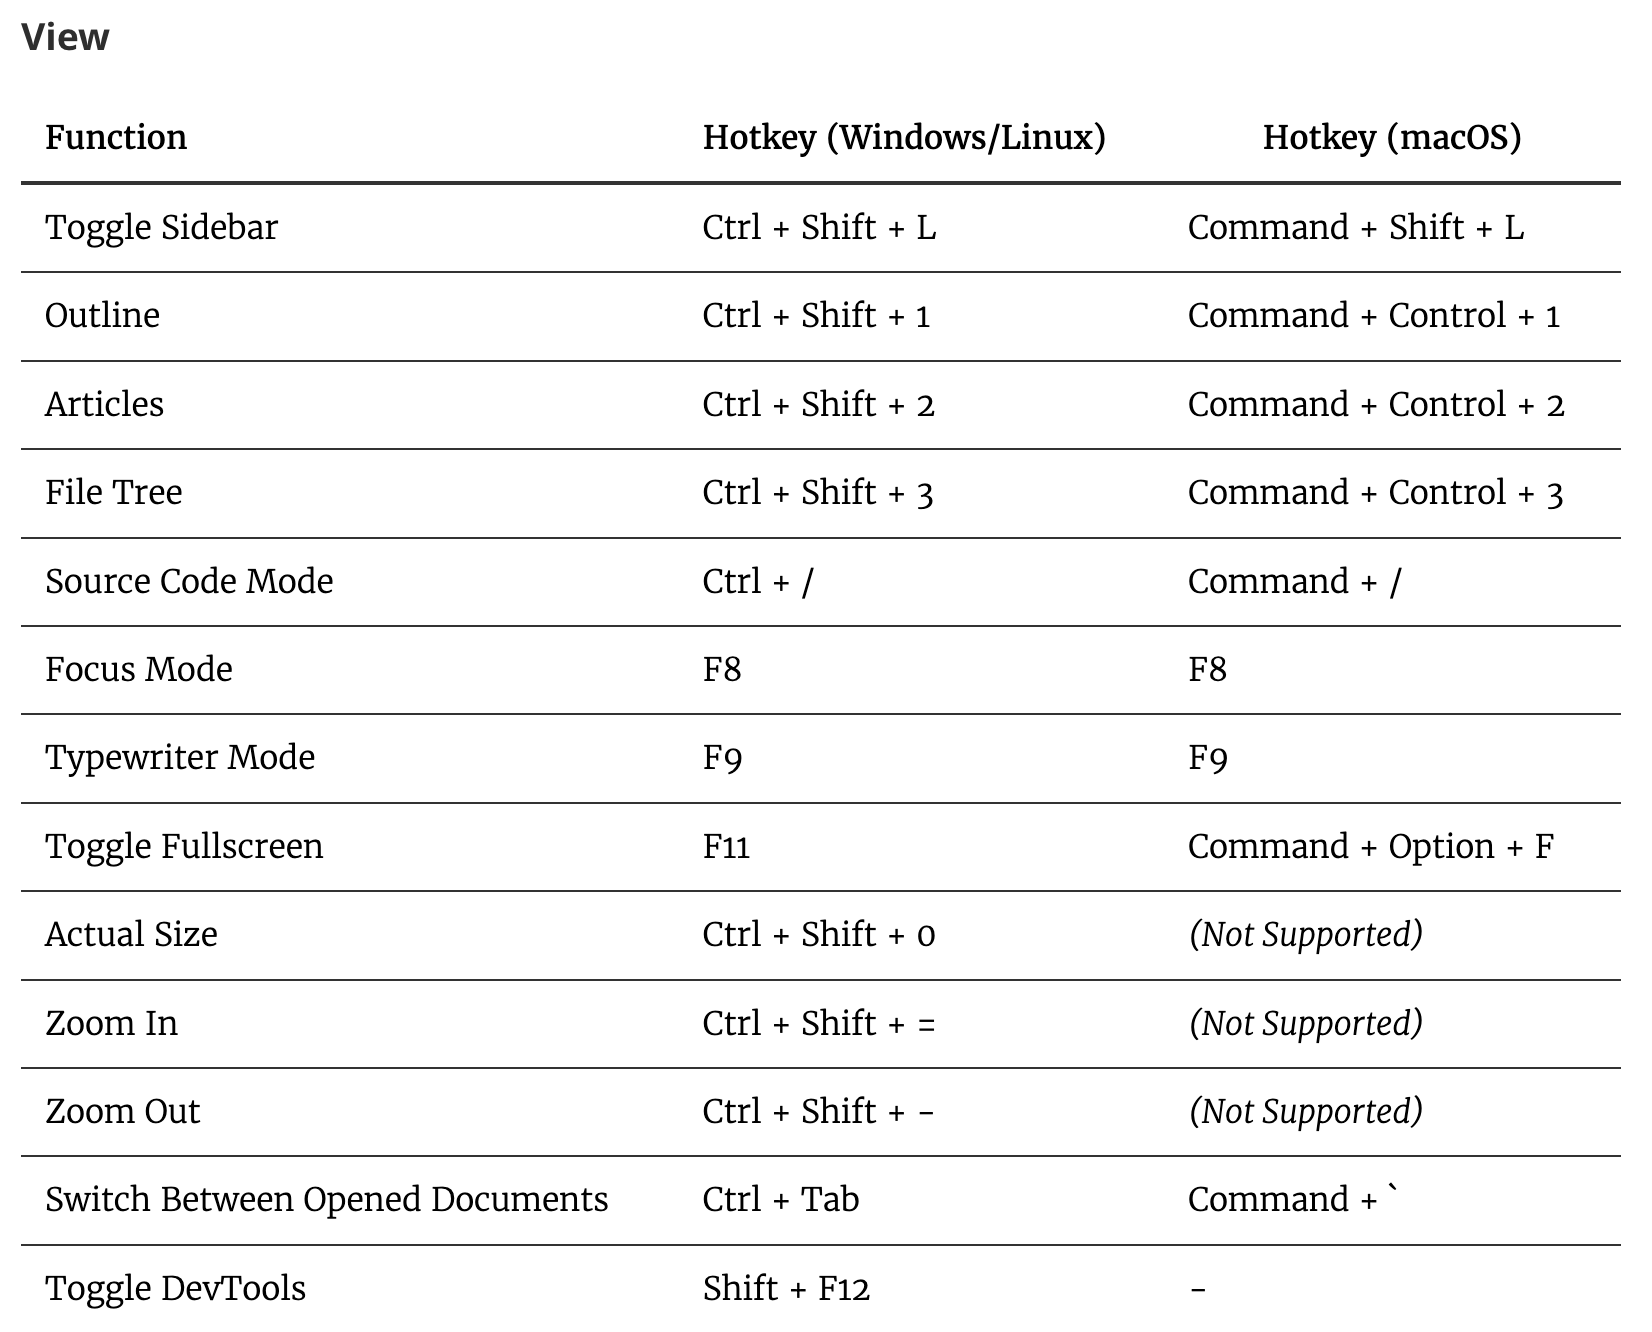 View
Function Hotkey (Windows/Linux) Hotkey (macOS)
Toggle Sidebar Ctrl + Shift + L Command + Shift + L
Outline Ctrl + Shift + 1 Command + Control + 1
Articles Ctrl + Shift + 2 Command + Control + 2
File Tree Ctrl + Shift + 3 Command + Control + 3
Source Code Mode Ctrl + / Command + /
Focus Mode F8 F8
Typewriter Mode F9 F9
Toggle Fullscreen F11 Command + Option + F
Actual Size Ctrl + Shift + 0 (Not Supported)
Zoom In Ctrl + Shift + = (Not Supported)
Zoom Out Ctrl + Shift + - (Not Supported)
Switch Between Opened Documents Ctrl + Tab Command + `
Toggle DevTools Shift + F12 -